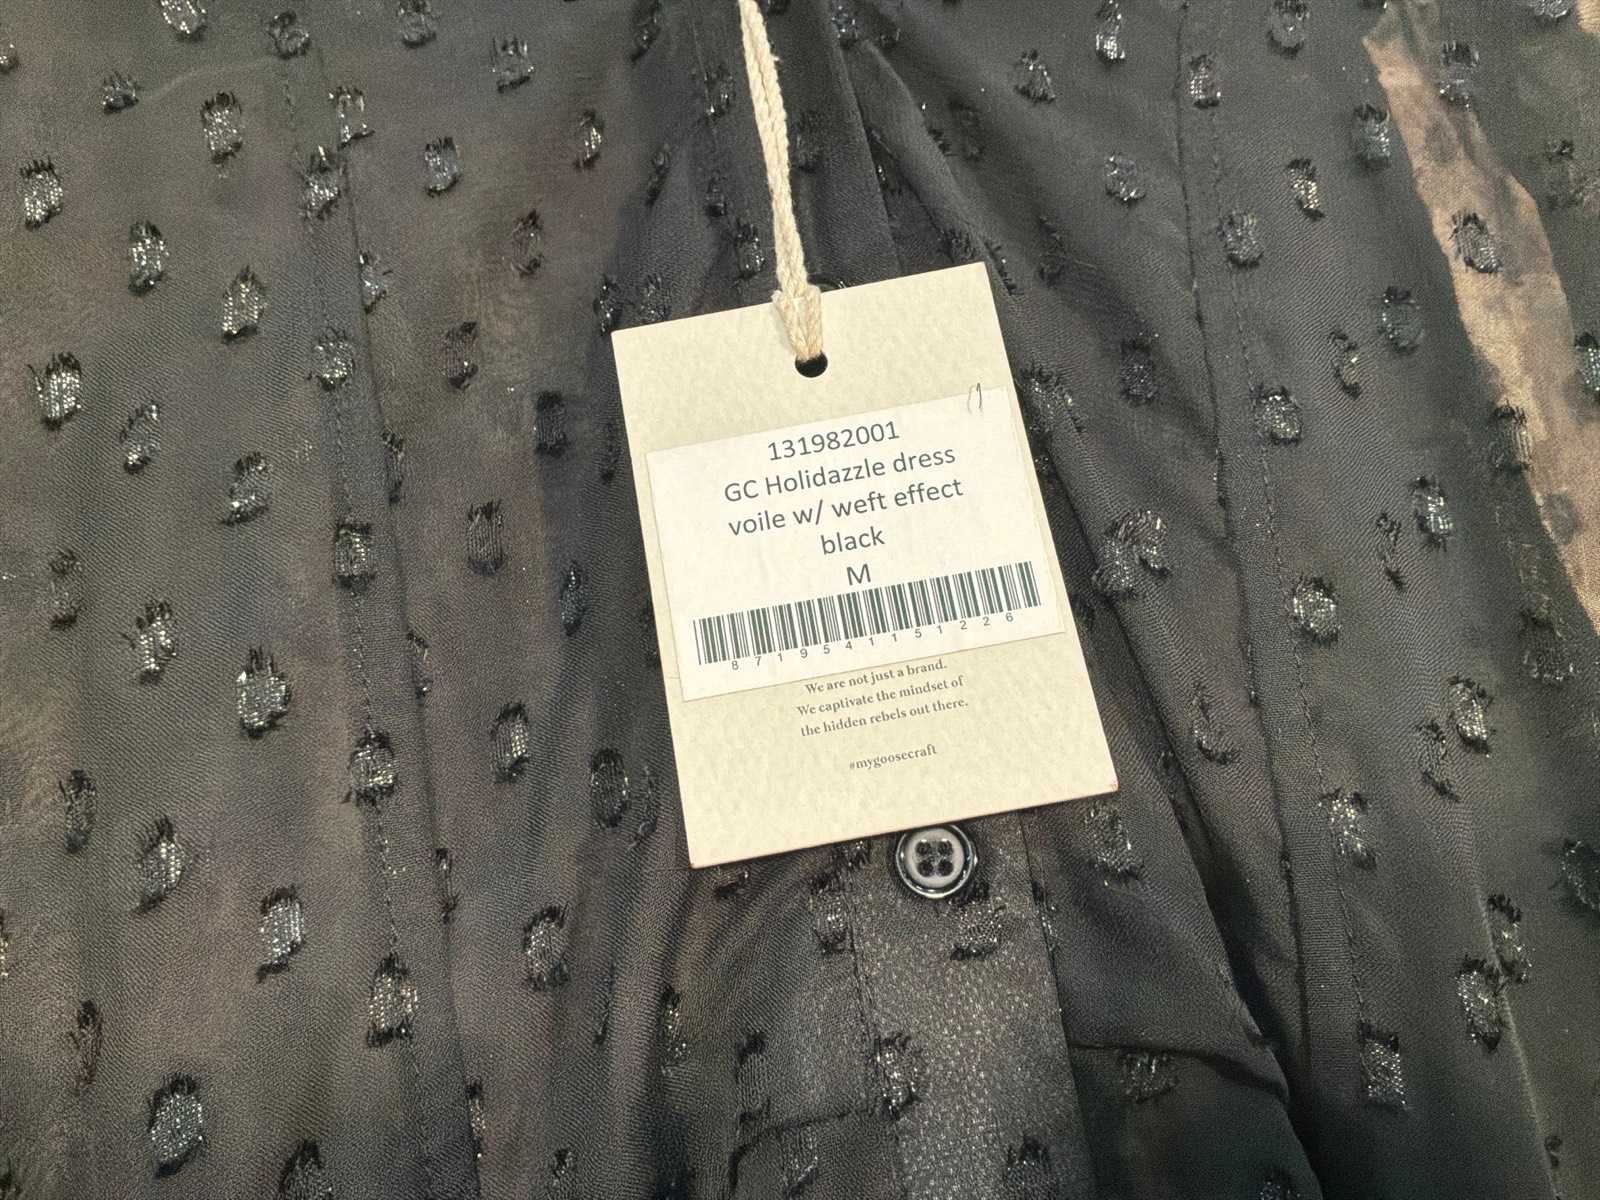 131982001
GC Holidazzle dress
voile w/ weft effect
black
M
8719541151226
We are not just a brand.
We captivate the mindset of
the hidden rebels out there.
#mygoosecraft